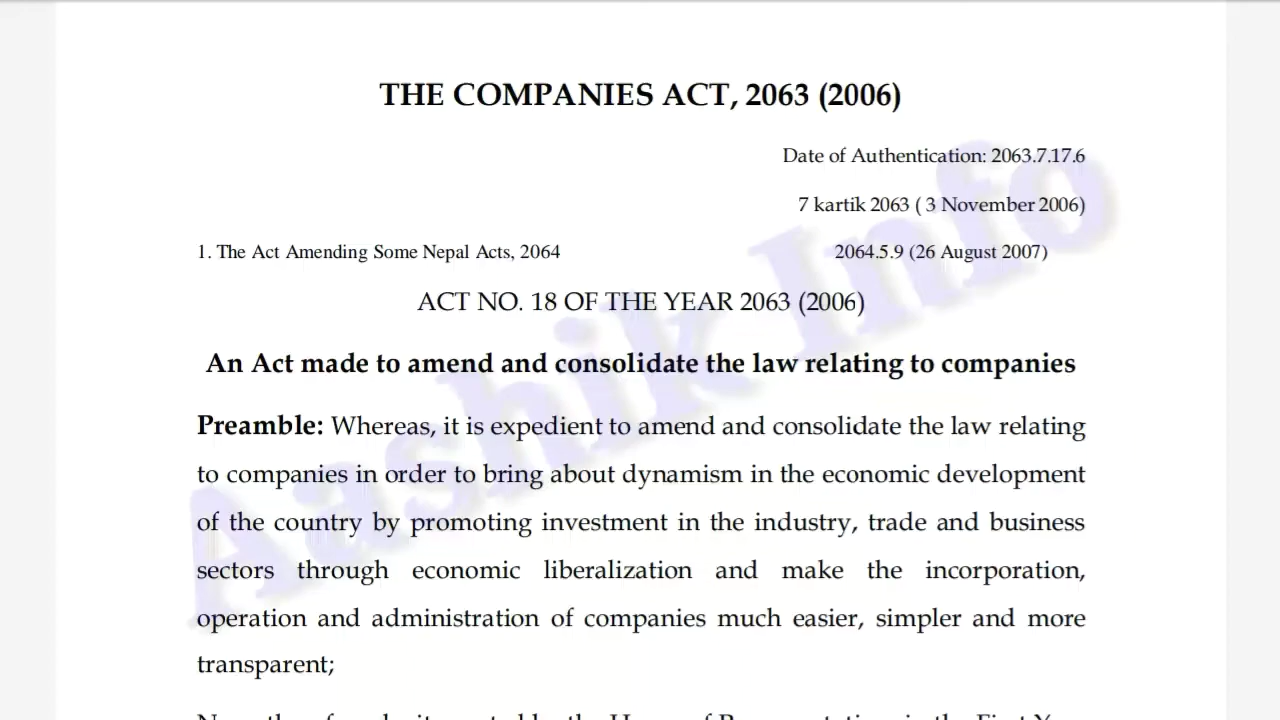 THE COMPANIES ACT, 2063 (2006)
Date of Authentication: 2063.7.17.6
7 kartik 2063 ( 3 November 2006)
1. The Act Amending Some Nepal Acts, 2064 2064.5.9 (26 August 2007)
ACT NO. 18 OF THE YEAR 2063 (2006)
An Act made to amend and consolidate the law relating to companies
Preamble: Whereas, it is expedient to amend and consolidate the law relating
to companies in order to bring about dynamism in the economic development
of the country by promoting investment in the industry, trade and business
sectors through economic liberalization and make the incorporation,
operation and administration of companies much easier, simpler and more
transparent;
Aashik Info